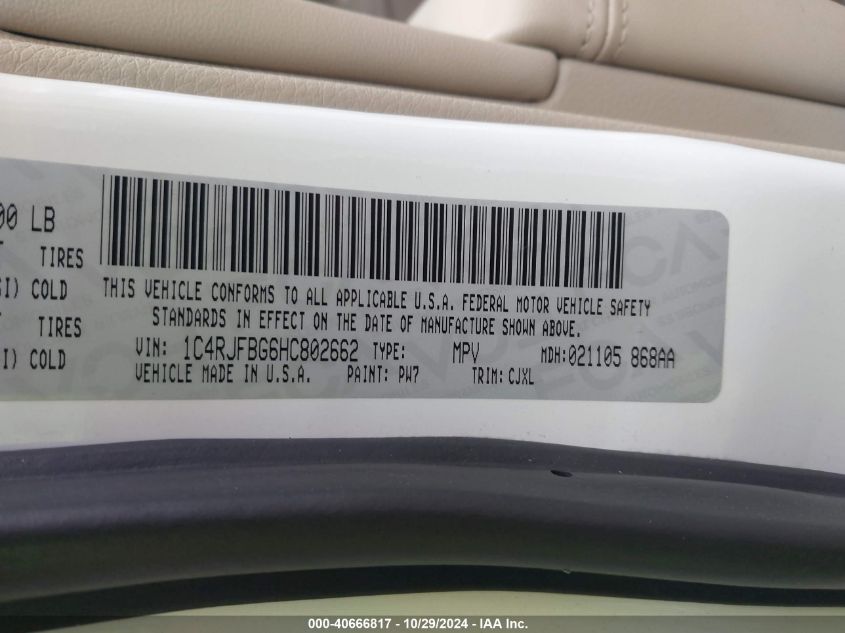 00 LB
TIRES
SI) COLD
TIRES
SI) COLD
THIS VEHICLE CONFORMS TO ALL APPLICABLE U.S.A. FEDERAL MOTOR VEHICLE SAFETY
STANDARDS IN EFFECT ON THE DATE OF MANUFACTURE SHOWN ABOVE.
VIN: 1C4RJFBG6HC802662 TYPE: MPV MDH:021105 868AA
VEHICLE MADE IN U.S.A. PAINT: PW7 TRIM: CJXL
000-40666817 - 10/29/2024 - IAA Inc.